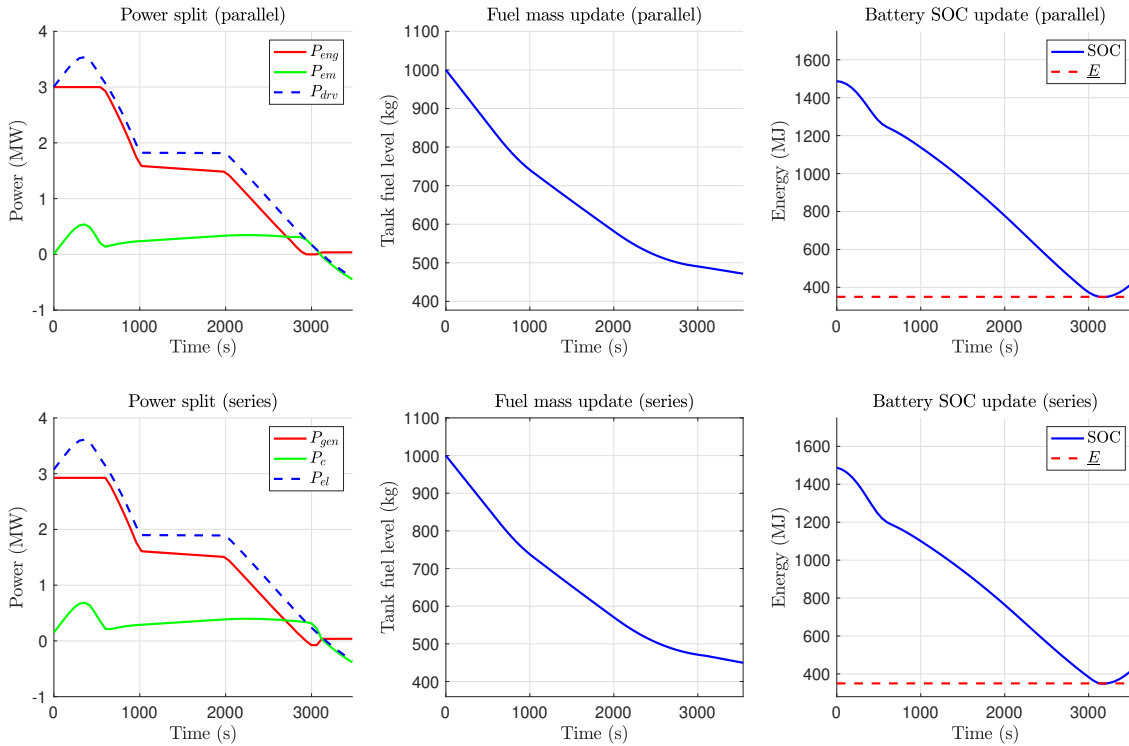 Power split (parallel)
Power (MW)
4
3
2
1
0
-1
0 1000 2000 3000
Time (s)
P_eng
P_em
P_drv
Fuel mass update (parallel)
Tank fuel level (kg)
1100
1000
900
800
700
600
500
400
0 1000 2000 3000
Time (s)
Battery SOC update (parallel)
Energy (MJ)
1600
1400
1200
1000
800
600
400
0 1000 2000 3000
Time (s)
SOC
E
Power split (series)
Power (MW)
4
3
2
1
0
-1
0 1000 2000 3000
Time (s)
P_gen
P_c
P_el
Fuel mass update (series)
Tank fuel level (kg)
1100
1000
900
800
700
600
500
400
0 1000 2000 3000
Time (s)
Battery SOC update (series)
Energy (MJ)
1600
1400
1200
1000
800
600
400
0 1000 2000 3000
Time (s)
SOC
E